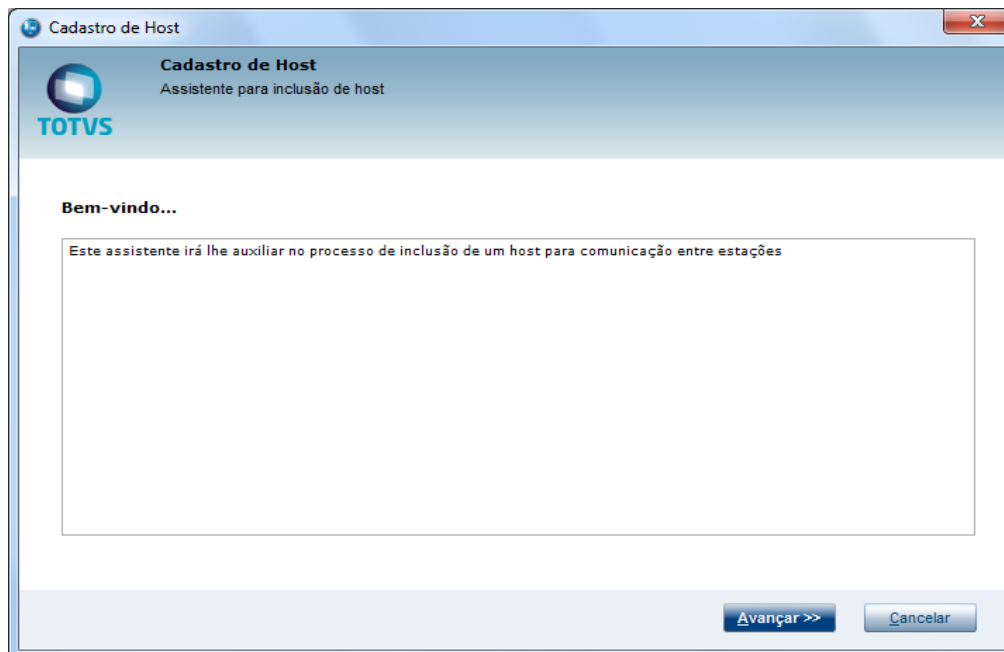 Cadastro de Host
Cadastro de Host
Assistente para inclusão de host
TOTVS
Bem-vindo...
Este assistente irá lhe auxiliar no processo de inclusão de um host para comunicação entre estações
Avançar >>
Cancelar